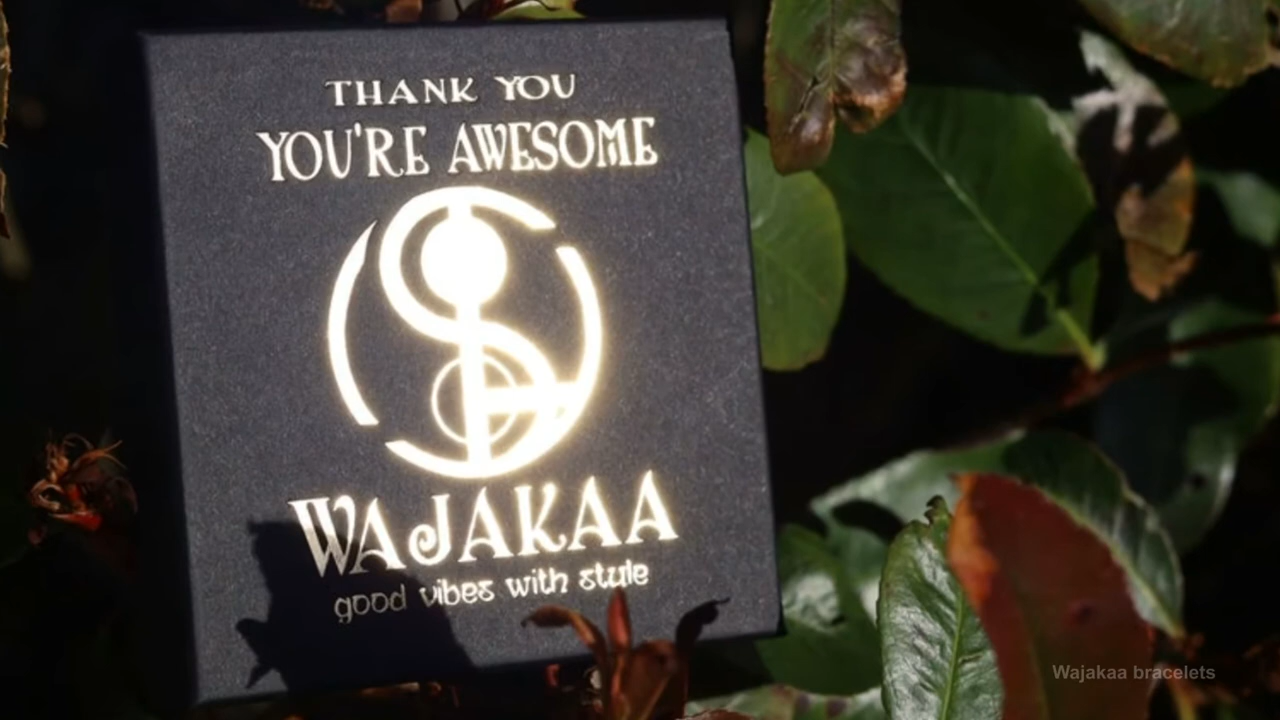 THANK YOU
YOU'RE AWESOME
WAJAKAA
good vibes with style
Wajakaa bracelets